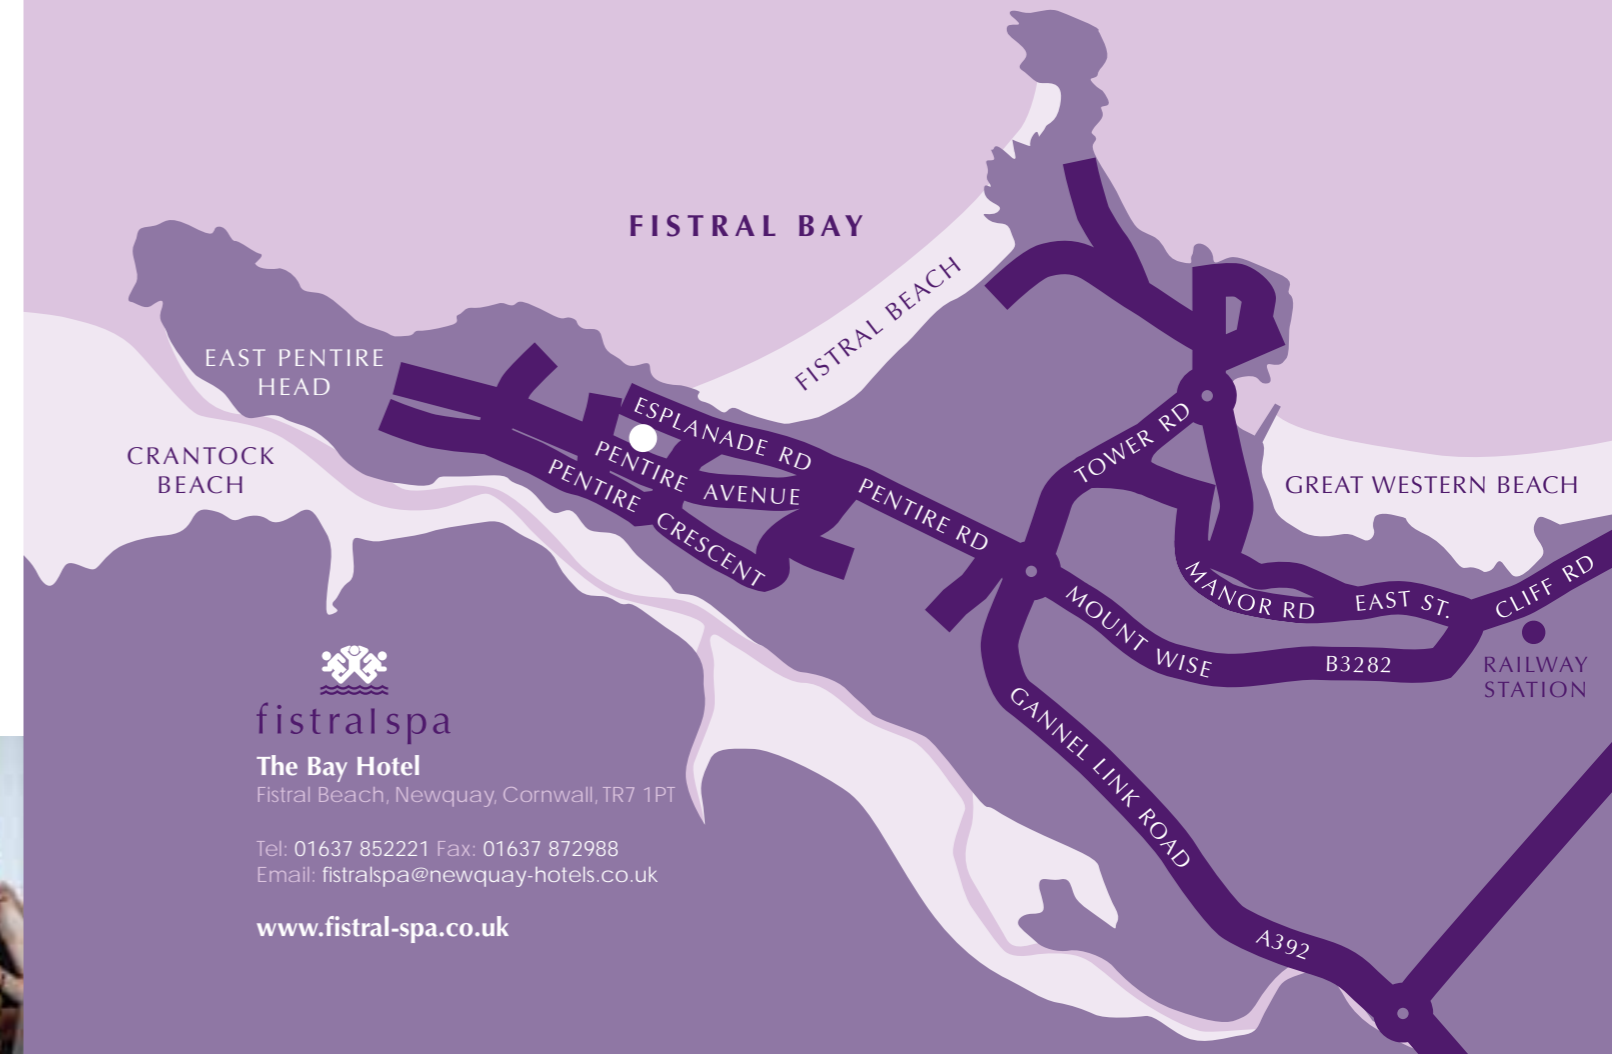 FISTRAL BAY
FISTRAL BEACH
EAST PENTIRE
HEAD
CRANTOCK
BEACH
ESPLANADE RD
PENTIRE AVENUE
PENTIRE CRESCENT
PENTIRE RD
TOWER RD
GREAT WESTERN BEACH
MANOR RD
EAST ST.
CLIFF RD
MOUNT WISE
B3282
RAILWAY
STATION
GANNEL LINK ROAD
A392
fistralspa
The Bay Hotel
Fistral Beach, Newquay, Cornwall, TR7 1PT
Tel: 01637 852221 Fax: 01637 872988
Email: fistralspa@newquay-hotels.co.uk
www.fistral-spa.co.uk